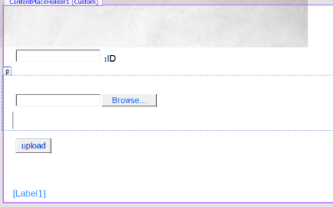 ContentPlaceHolder1 (Custom)
:ID
p
Browse...
upload
[Label1]